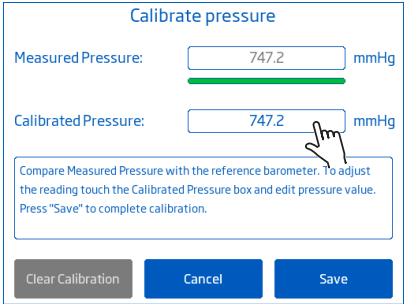 Calibrate pressure
Measured Pressure: 747.2 mmHg
Calibrated Pressure: 747.2 mmHg
Compare Measured Pressure with the reference barometer. To adjust
the reading touch the Calibrated Pressure box and edit pressure value.
Press "Save" to complete calibration.
Clear Calibration Cancel Save